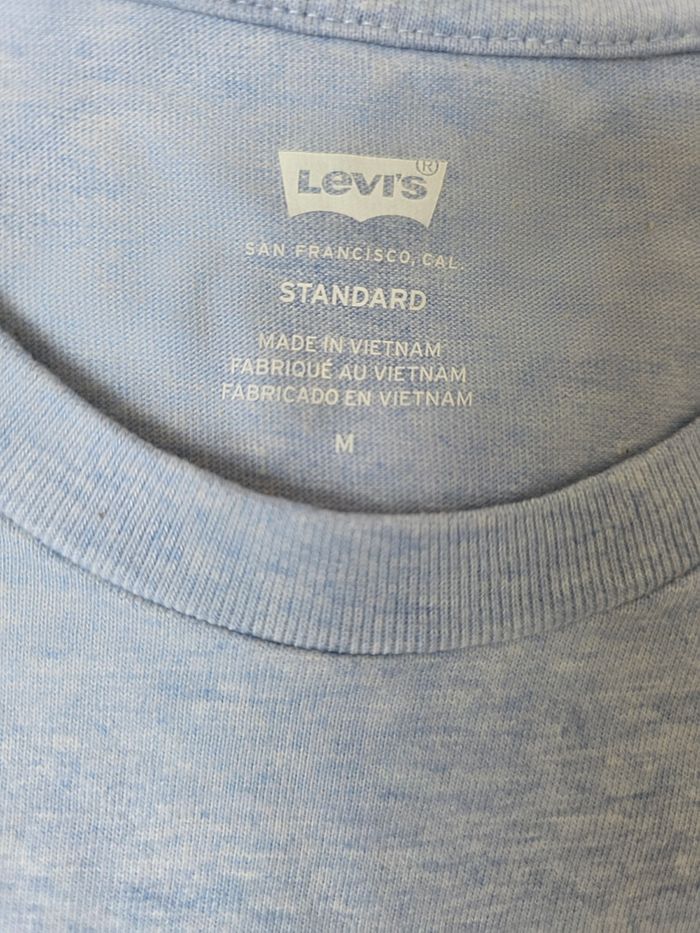 Levi's ®
SAN FRANCISCO, CAL.
STANDARD
MADE IN VIETNAM
FABRIQUÉ AU VIETNAM
FABRICADO EN VIETNAM
M